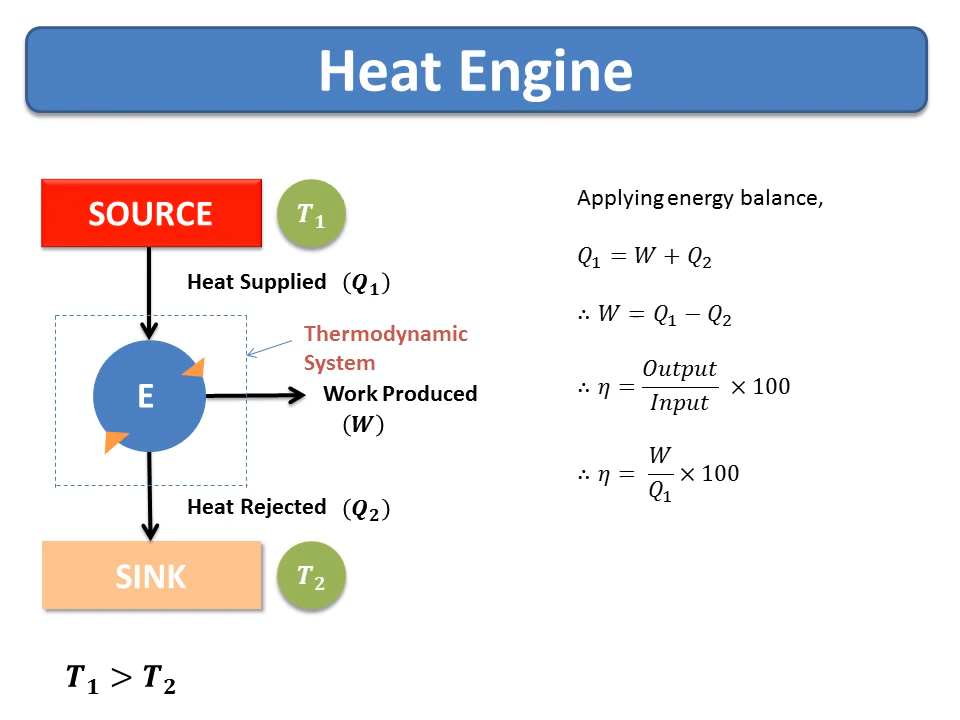 Heat Engine
SOURCE
T₁
Heat Supplied (Q₁)
Thermodynamic
System
E
Work Produced
(W)
Heat Rejected (Q₂)
SINK
T₂
T₁ > T₂
Applying energy balance,
Q₁ = W + Q₂
∴ W = Q₁ − Q₂
∴ η = Output/Input × 100
∴ η = W/Q₁ × 100